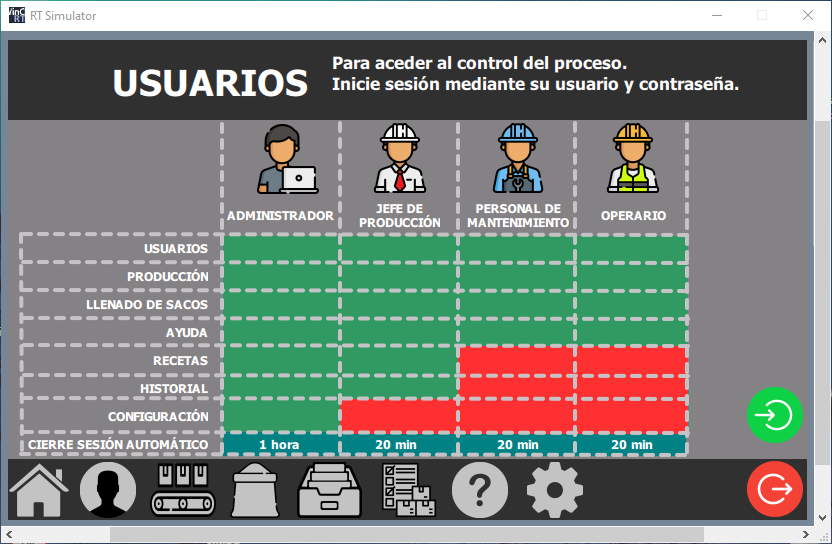 WinC
RT
RT Simulator
USUARIOS
Para aceder al control del proceso.
Inicie sesión mediante su usuario y contraseña.
ADMINISTRADOR
JEFE DE
PRODUCCIÓN
PERSONAL DE
MANTENIMIENTO
OPERARIO
USUARIOS
PRODUCCIÓN
LLENADO DE SACOS
AYUDA
RECETAS
HISTORIAL
CONFIGURACIÓN
CIERRE SESIÓN AUTOMÁTICO 1 hora 20 min 20 min 20 min
?